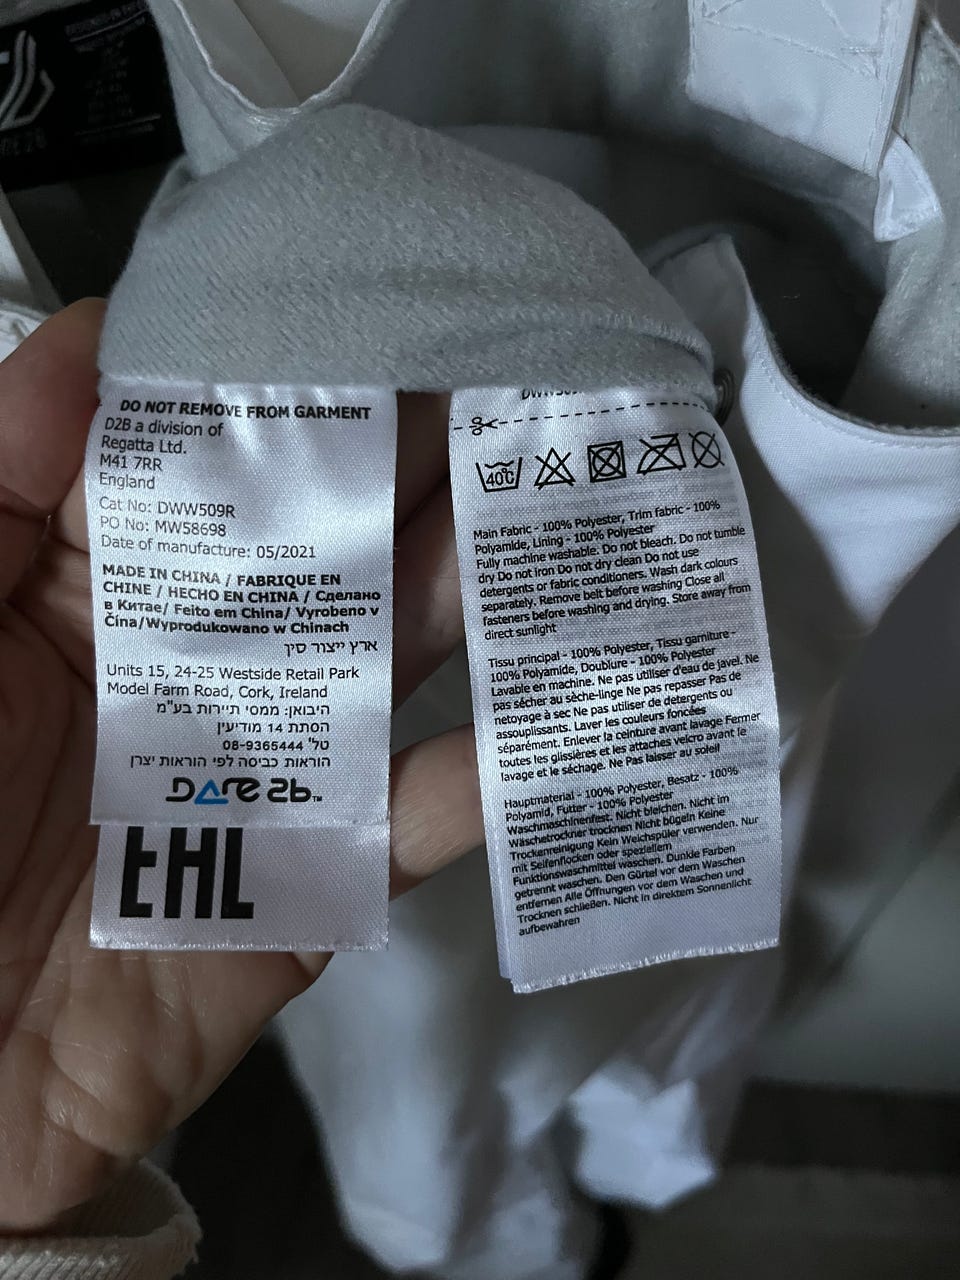 DO NOT REMOVE FROM GARMENT
D2B a division of
Regatta Ltd.
M41 7RR
England
Cat No: DWW509R
PO No: MW58698
Date of manufacture: 05/2021
MADE IN CHINA / FABRIQUE EN
CHINE / HECHO EN CHINA / Сделано
в Китае/ Feito em China/ Vyrobeno v
Čína/Wyprodukowano w Chinach
ארץ ייצור סין
Units 15, 24-25 Westside Retail Park
Model Farm Road, Cork, Ireland
היבואן: ממסי תיירות בע"מ
הסתת 14 מודיעין
טל' 08-9365444
הוראות כביסה לפי הוראות יצרן
Dare 2b™
EAC
40°C
Main Fabric - 100% Polyester, Trim fabric - 100%
Polyamide, Lining - 100% Polyester
Fully machine washable. Do not bleach. Do not tumble
dry Do not iron Do not dry clean Do not use
detergents or fabric conditioners. Wash dark colours
separately. Remove belt before washing Close all
fasteners before washing and drying. Store away from
direct sunlight
Tissu principal - 100% Polyester, Tissu garniture -
100% Polyamide, Doublure - 100% Polyester
Lavable en machine. Ne pas utiliser d'eau de javel. Ne
pas sécher au sèche-linge Ne pas repasser Pas de
nettoyage à sec Ne pas utiliser de detergents ou
assouplissants. Laver les couleurs foncées
séparément. Enlever la ceinture avant lavage Fermer
toutes les glissières et les attaches velcro avant le
lavage et le séchage. Ne Pas laisser au soleil
Hauptmaterial - 100% Polyester, Besatz - 100%
Polyamid, Futter - 100% Polyester
Waschmaschinenfest. Nicht bleichen. Nicht im
Wäschetrockner trocknen Nicht bügeln Keine
Trockenreinigung Kein Weichspüler verwenden. Nur
mit Seifenflocken oder speziellem
Funktionswaschmittel waschen. Dunkle Farben
getrennt waschen. Den Gürtel vor dem Waschen
entfernen Alle Öffnungen vor dem Waschen und
Trocknen schließen. Nicht in direktem Sonnenlicht
aufbewahren